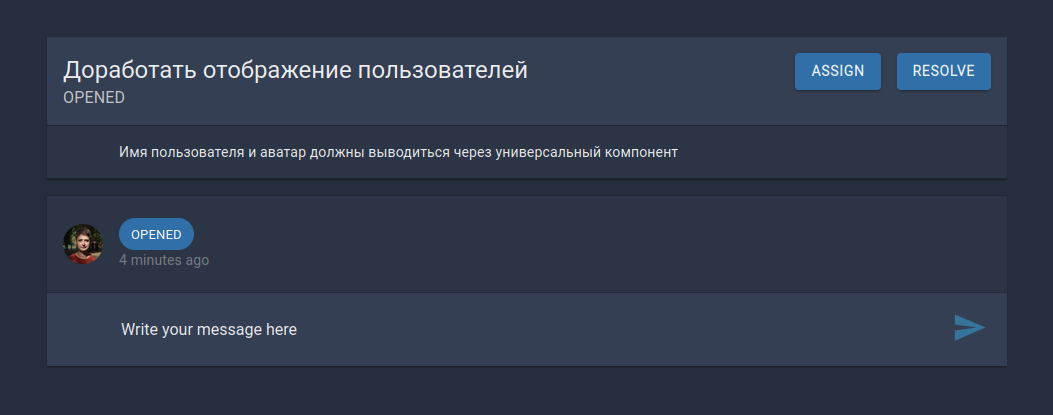 Доработать отображение пользователей
OPENED
ASSIGN
RESOLVE
Имя пользователя и аватар должны выводиться через универсальный компонент
OPENED
4 minutes ago
Write your message here